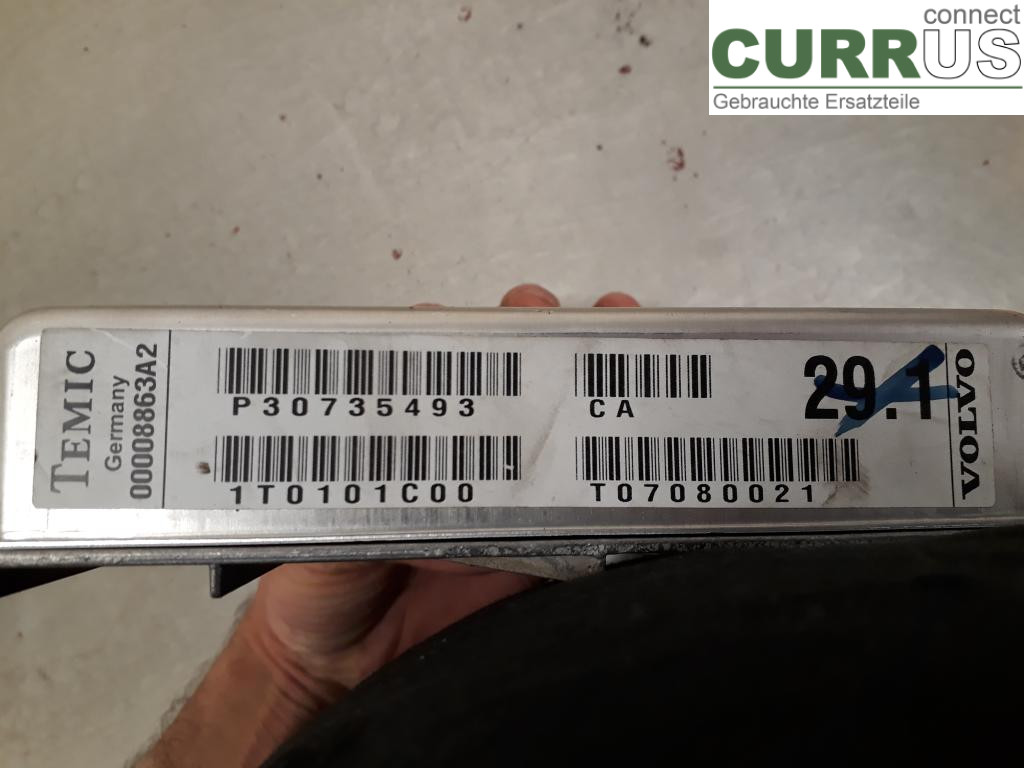 connect
CURRUS
Gebrauchte Ersatzteile
TEMIC
Germany
00008863A2
P30735493
CA
29.1
1T0101C00
T07080021
VOLVO